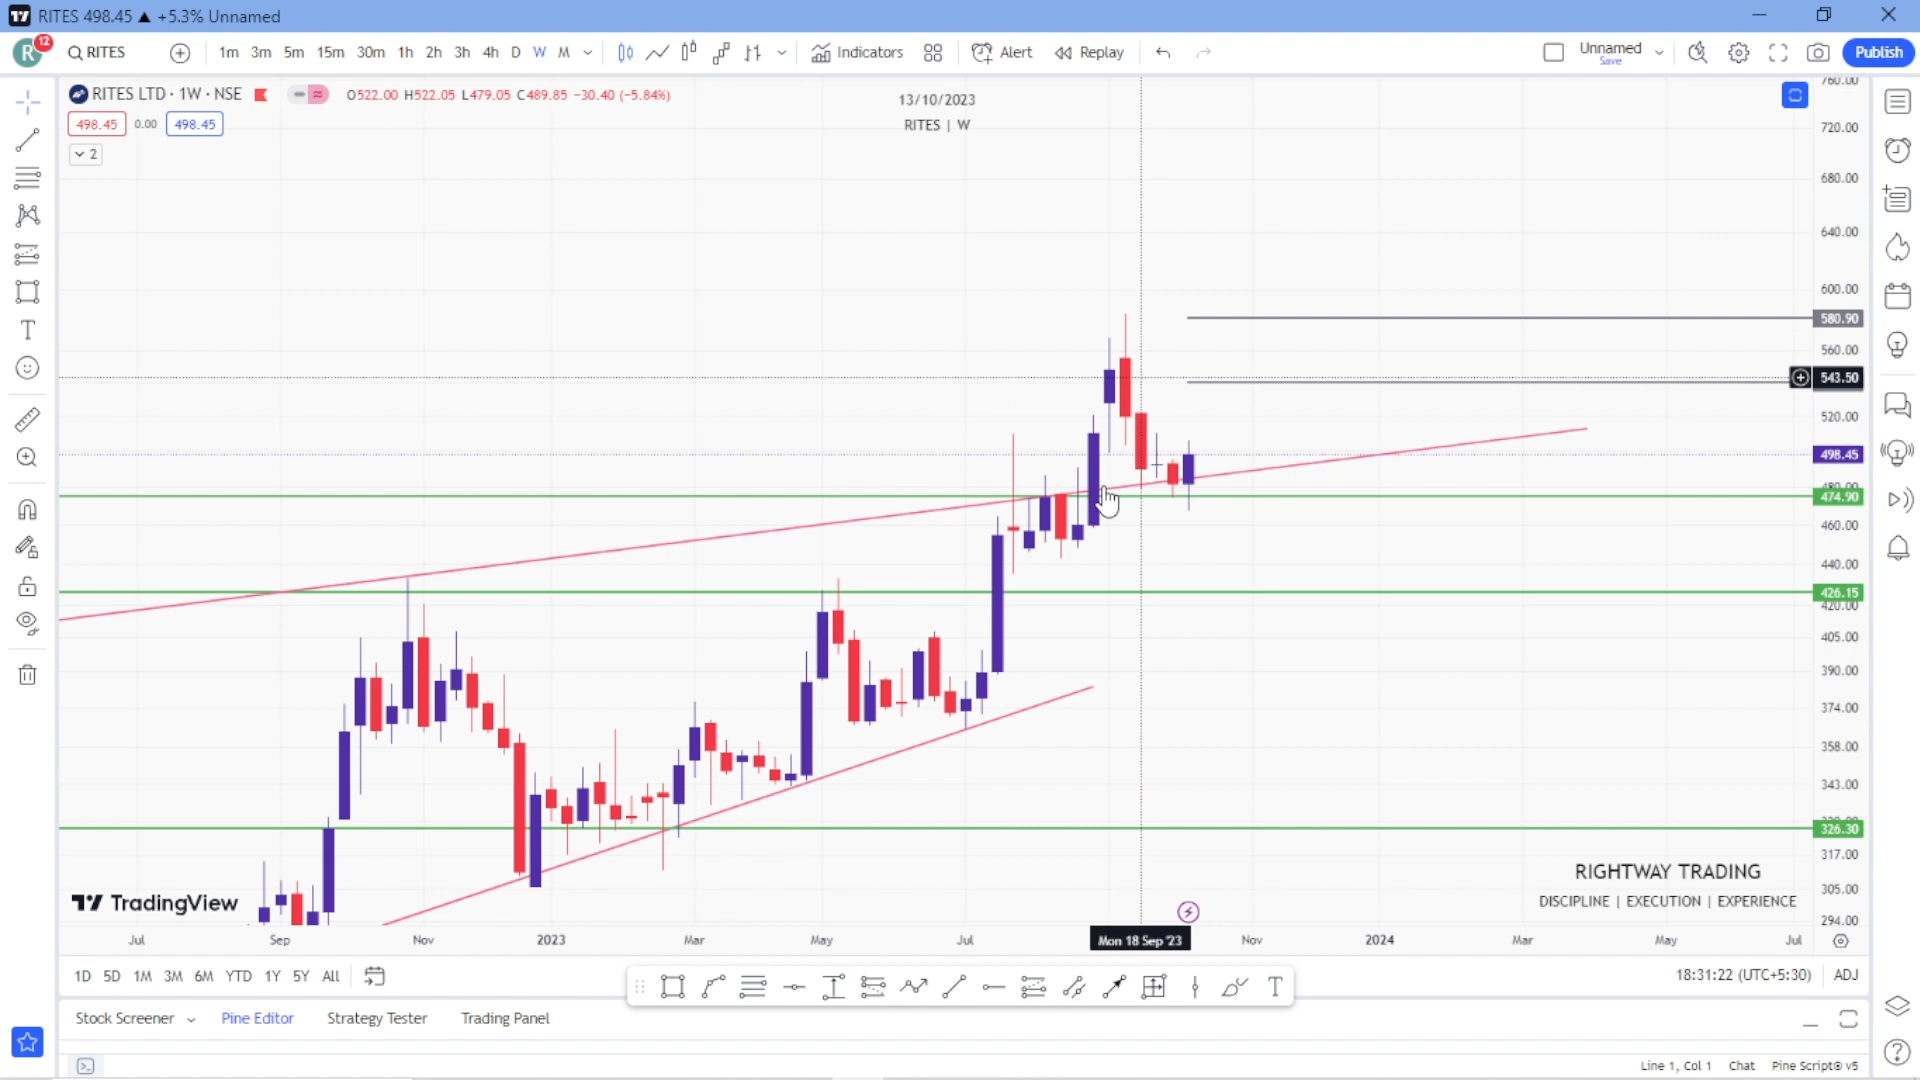 RITES 498.45 ▲ +5.3% Unnamed
R 12 RITES 1m 3m 5m 15m 30m 1h 2h 3h 4h D W M Indicators Alert Replay Unnamed Save Publish
RITES LTD · 1W · NSE O522.00 H522.05 L479.05 C489.85 −30.40 (−5.84%)
498.45 0.00 498.45
2
13/10/2023
RITES | W
760.00
720.00
680.00
640.00
600.00
580.90
560.00
543.50
520.00
498.45
480.00
474.90
460.00
440.00
426.15
420.00
405.00
390.00
374.00
358.00
343.00
326.30
317.00
305.00
294.00
RIGHTWAY TRADING
DISCIPLINE | EXECUTION | EXPERIENCE
TradingView
Jul Sep Nov 2023 Mar May Jul Mon 18 Sep '23 Nov 2024 Mar May Jul
1D 5D 1M 3M 6M YTD 1Y 5Y All 18:31:22 (UTC+5:30) ADJ
Stock Screener Pine Editor Strategy Tester Trading Panel
Line 1, Col 1 Chat Pine Script® v5